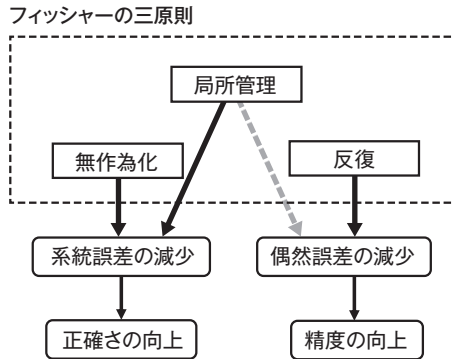 フィッシャーの三原則
局所管理
無作為化
反復
系統誤差の減少
偶然誤差の減少
正確さの向上
精度の向上